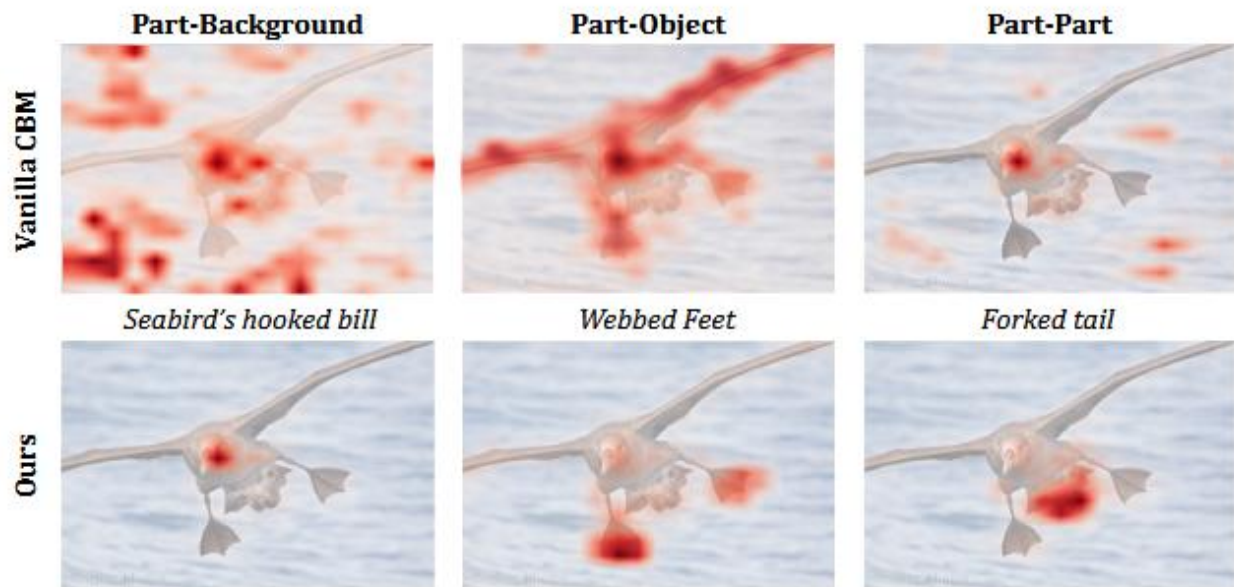 Part-Background Part-Object Part-Part
Vanilla CBM
Seabird's hooked bill Webbed Feet Forked tail
Ours